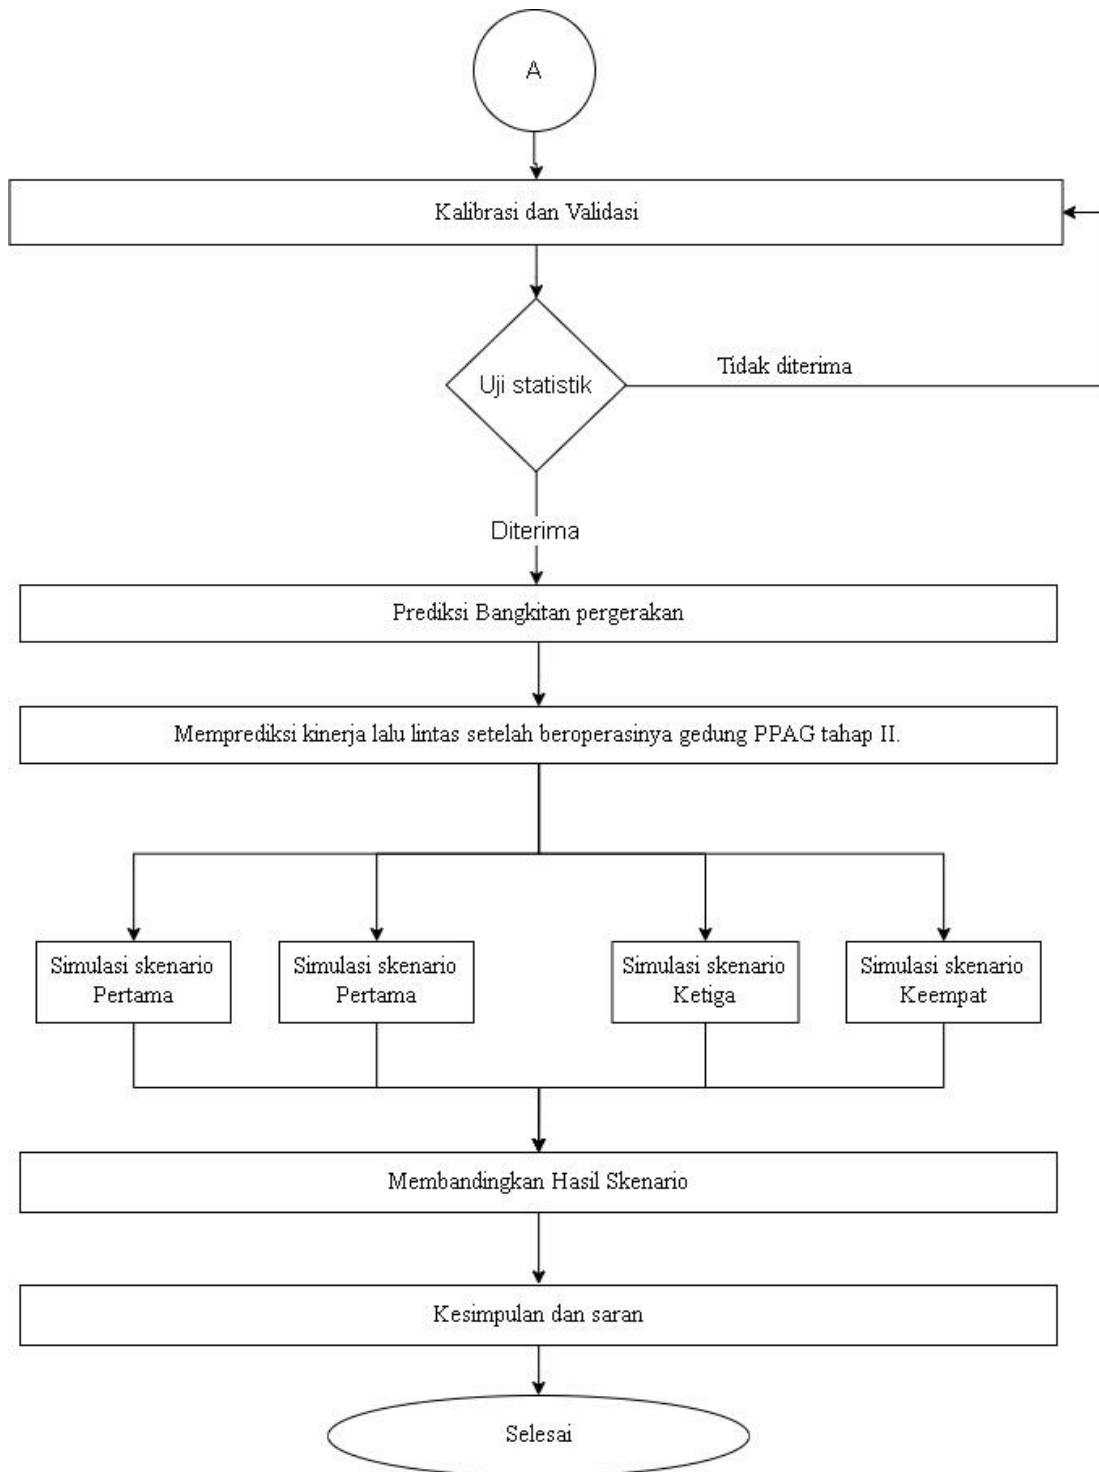 A
Kalibrasi dan Validasi
Uji statistik
Tidak diterima
Diterima
Prediksi Bangkitan pergerakan
Memprediksi kinerja lalu lintas setelah beroperasinya gedung PPAG tahap II.
Simulasi skenario
Pertama
Simulasi skenario
Pertama
Simulasi skenario
Ketiga
Simulasi skenario
Keempat
Membandingkan Hasil Skenario
Kesimpulan dan saran
Selesai